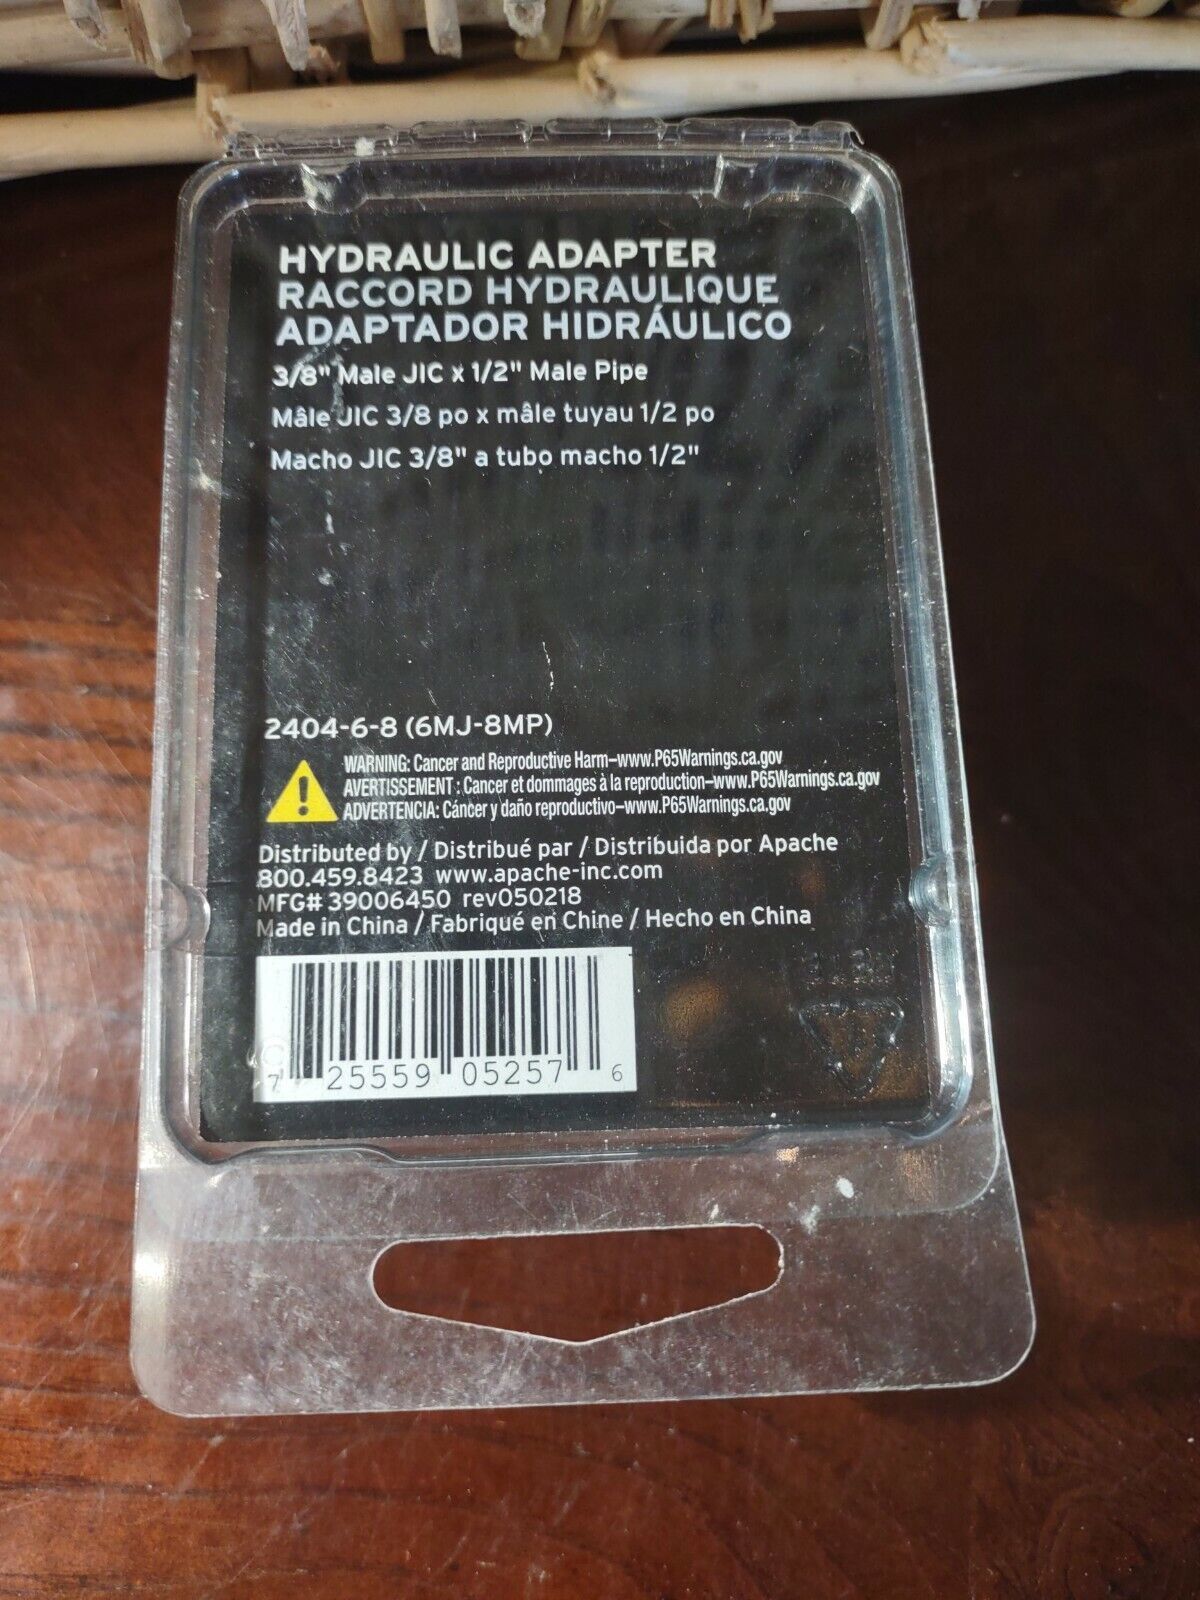 HYDRAULIC ADAPTER
RACCORD HYDRAULIQUE
ADAPTADOR HIDRÁULICO
3/8" Male JIC x 1/2" Male Pipe
Mâle JIC 3/8 po x mâle tuyau 1/2 po
Macho JIC 3/8" a tubo macho 1/2"
2404-6-8 (6MJ-8MP)
WARNING: Cancer and Reproductive Harm–www.P65Warnings.ca.gov
AVERTISSEMENT : Cancer et dommages à la reproduction–www.P65Warnings.ca.gov
ADVERTENCIA: Cáncer y daño reproductivo–www.P65Warnings.ca.gov
Distributed by / Distribué par / Distribuida por Apache
800.459.8423 www.apache-inc.com
MFG# 39006450 rev050218
Made in China / Fabriqué en Chine / Hecho en China
7 25559 05257 6